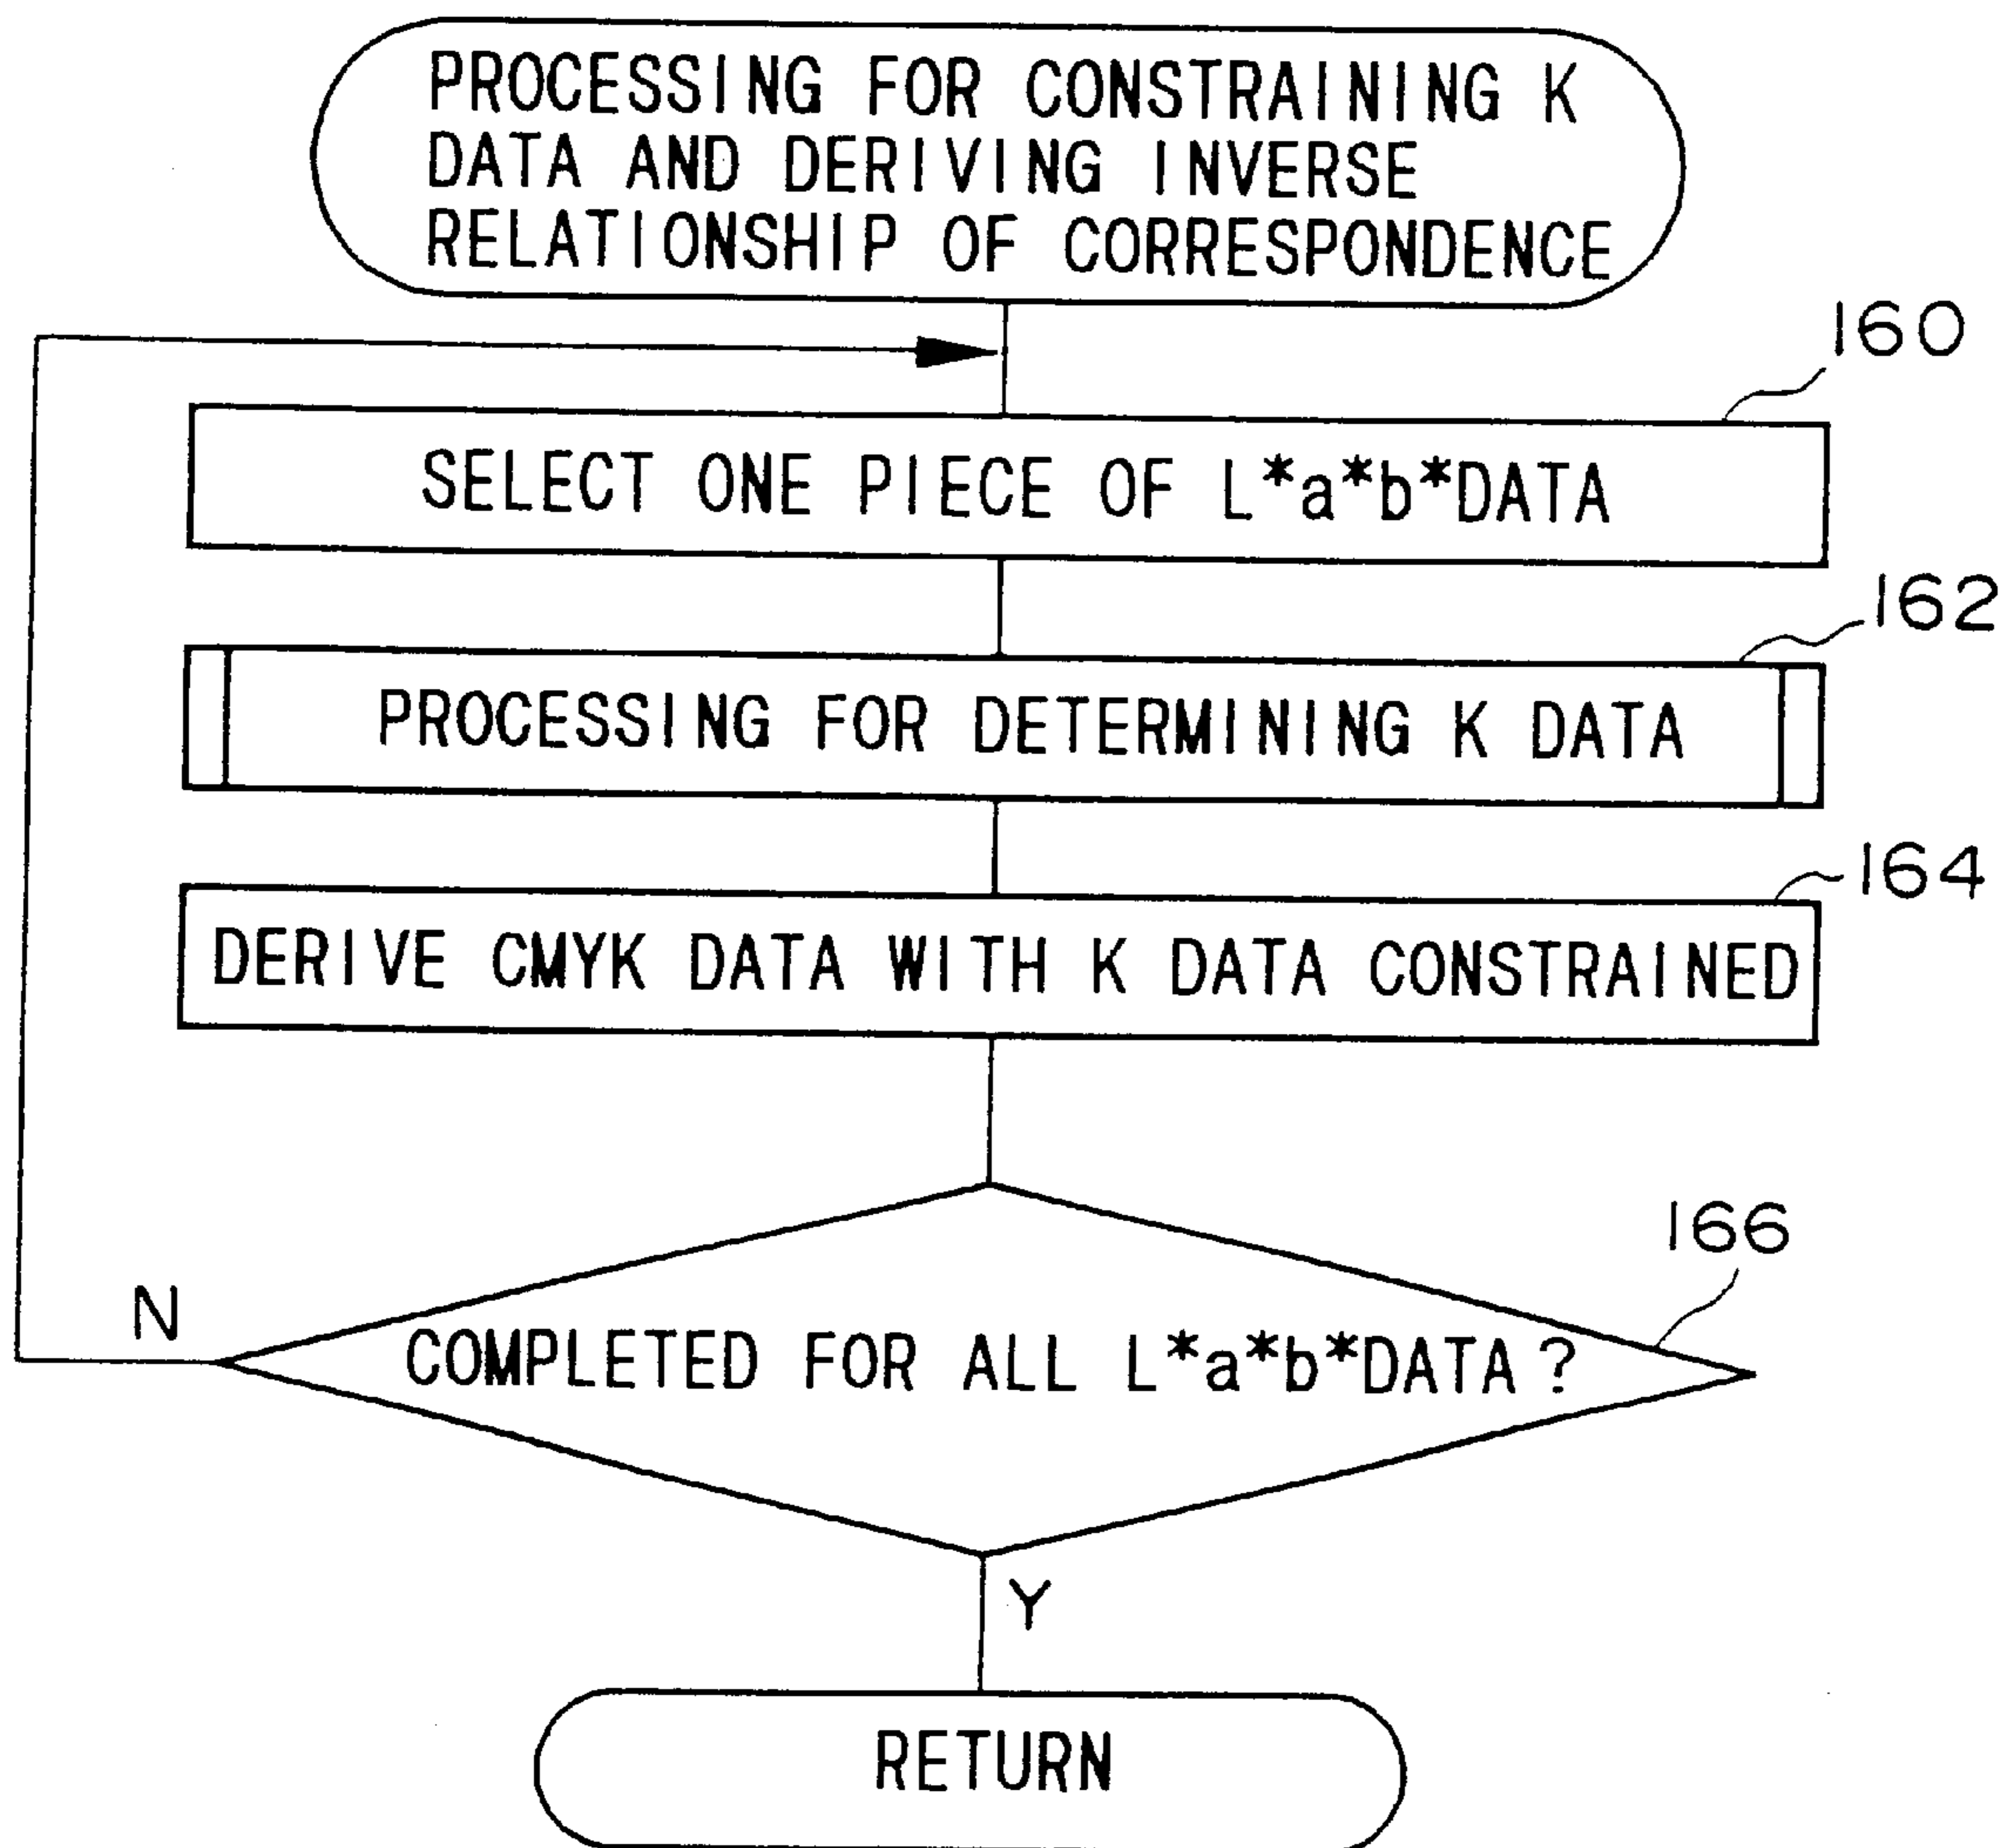 PROCESSING FOR CONSTRAINING K
DATA AND DERIVING INVERSE
RELATIONSHIP OF CORRESPONDENCE
160
SELECT ONE PIECE OF L*a*b*DATA
162
PROCESSING FOR DETERMINING K DATA
164
DERIVE CMYK DATA WITH K DATA CONSTRAINED
166
N
COMPLETED FOR ALL L*a*b*DATA?
Y
RETURN